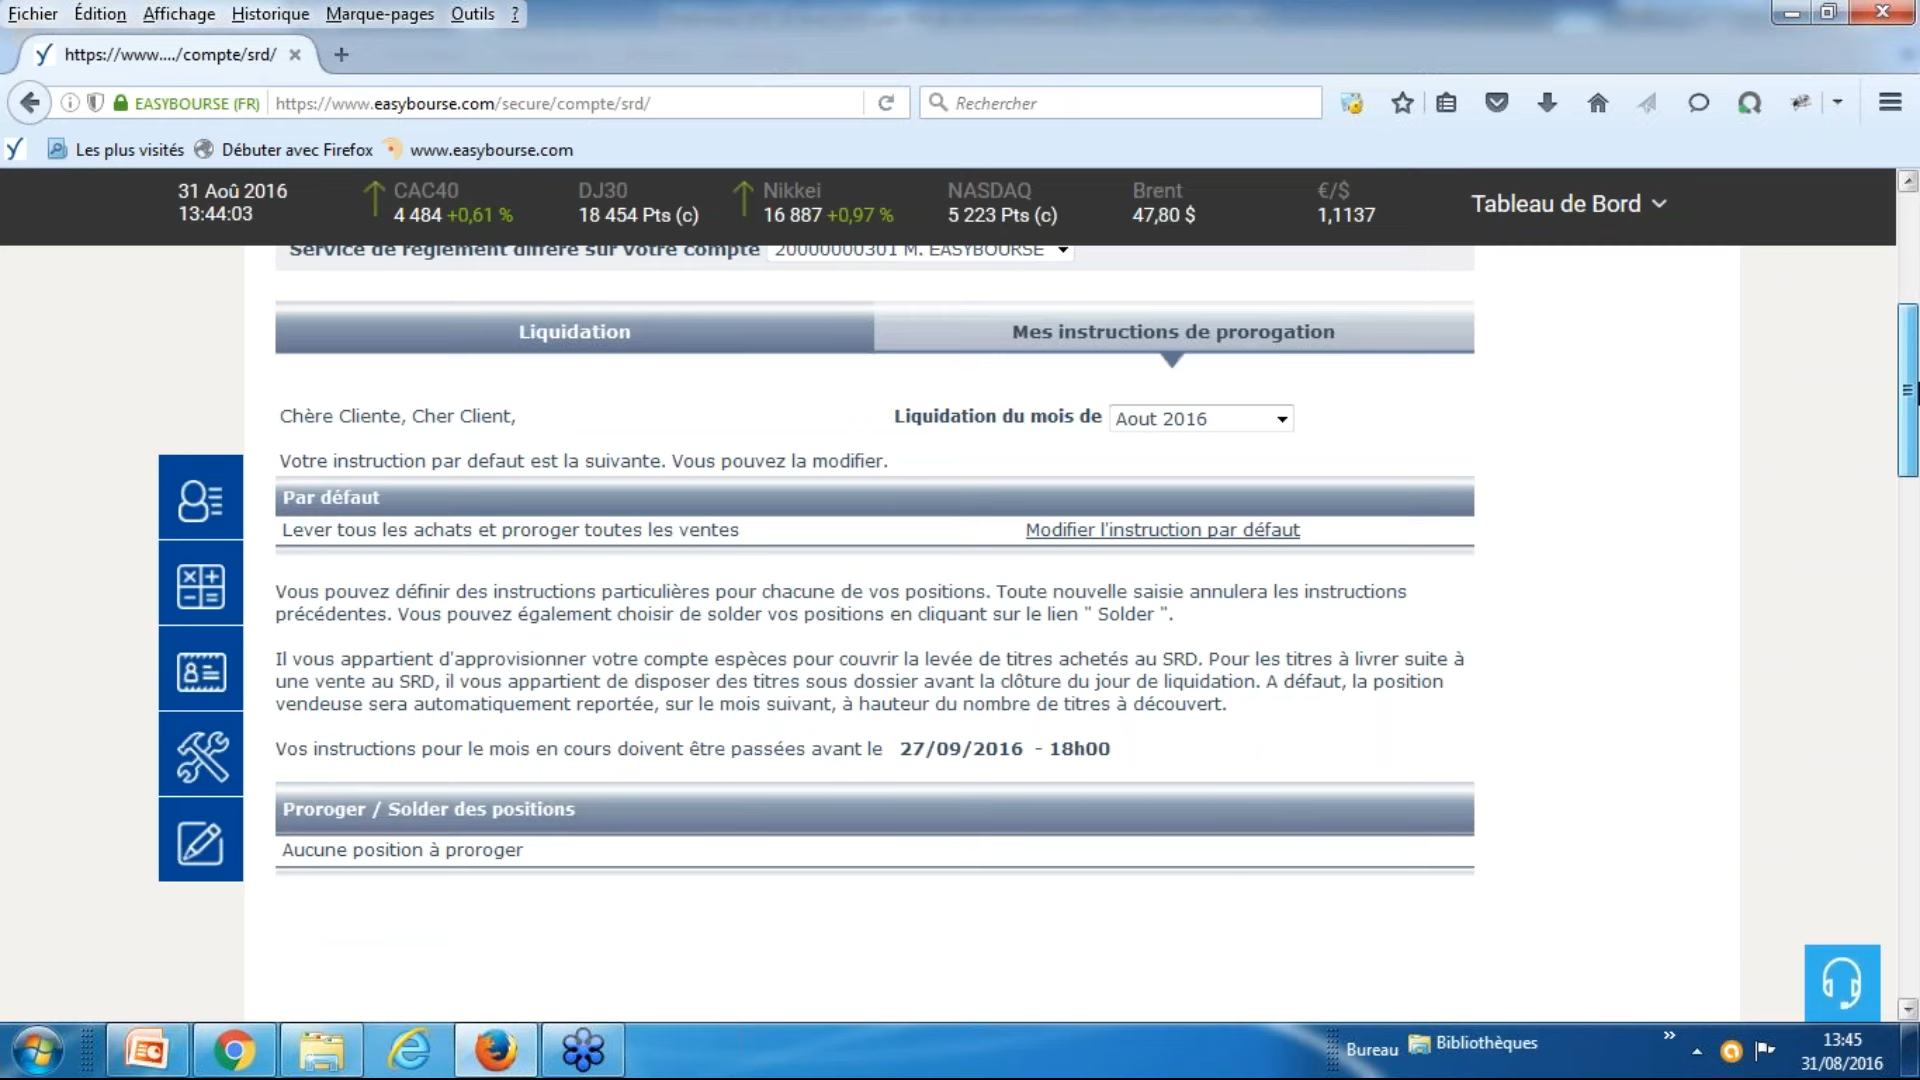 Fichier Édition Affichage Historique Marque-pages Outils ?
https://www..../compte/srd/
EASYBOURSE (FR) https://www.easybourse.com/secure/compte/srd/ Rechercher
Les plus visités Débuter avec Firefox www.easybourse.com
31 Aoû 2016 CAC40 DJ30 Nikkei NASDAQ Brent €/$ Tableau de Bord
13:44:03 4 484 +0,61 % 18 454 Pts (c) 16 887 +0,97 % 5 223 Pts (c) 47,80 $ 1,1137
Service de règlement différé sur votre compte 20000000301 M. EASYBOURSE
Liquidation Mes instructions de prorogation
Chère Cliente, Cher Client, Liquidation du mois de Aout 2016
Votre instruction par defaut est la suivante. Vous pouvez la modifier.
Par défaut
Lever tous les achats et proroger toutes les ventes Modifier l'instruction par défaut
Vous pouvez définir des instructions particulières pour chacune de vos positions. Toute nouvelle saisie annulera les instructions
précédentes. Vous pouvez également choisir de solder vos positions en cliquant sur le lien " Solder ".
Il vous appartient d'approvisionner votre compte espèces pour couvrir la levée de titres achetés au SRD. Pour les titres à livrer suite à
une vente au SRD, il vous appartient de disposer des titres sous dossier avant la clôture du jour de liquidation. A défaut, la position
vendeuse sera automatiquement reportée, sur le mois suivant, à hauteur du nombre de titres à découvert.
Vos instructions pour le mois en cours doivent être passées avant le 27/09/2016 - 18h00
Proroger / Solder des positions
Aucune position à proroger
Bureau Bibliothèques »
13:45
31/08/2016